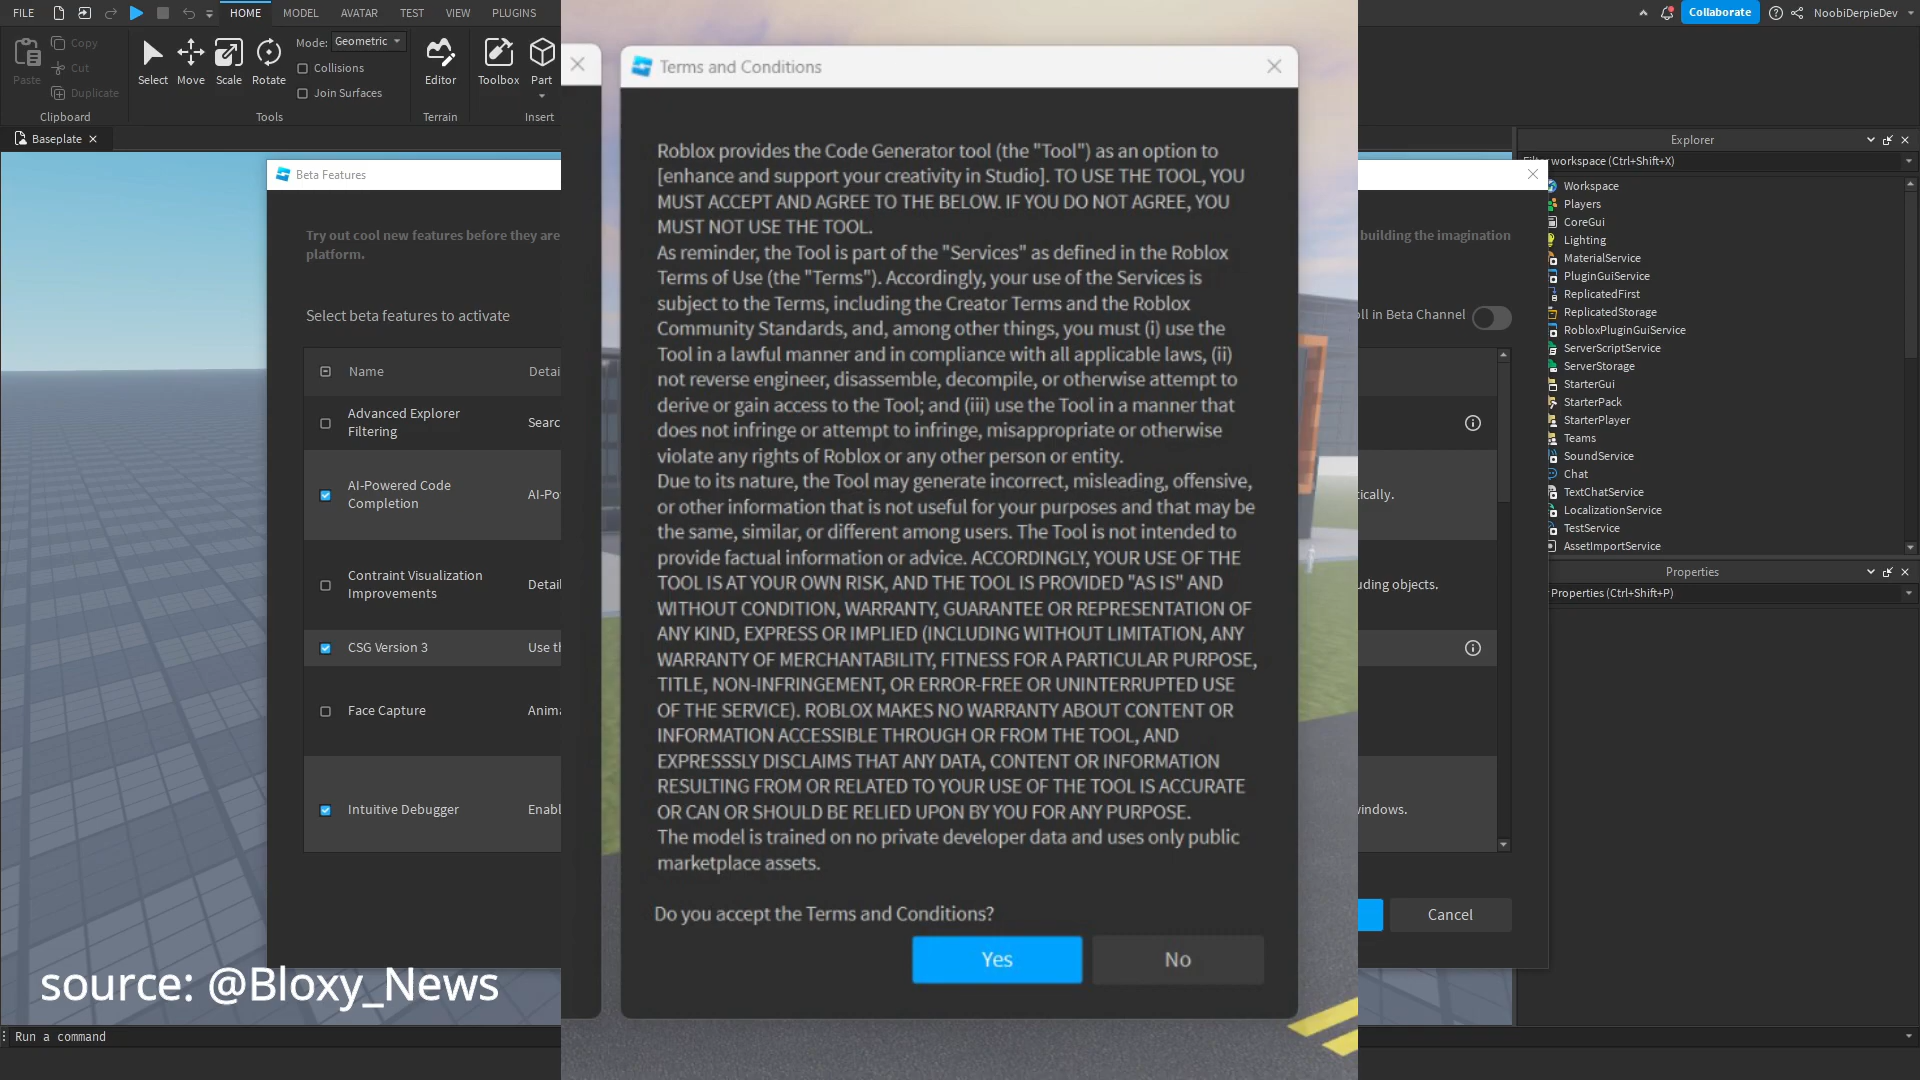 FILE
HOME
MODEL
AVATAR
TEST
VIEW
PLUGINS
Collaborate
NoobiDerpieDev
Paste
Copy
Cut
Duplicate
Clipboard
Select
Move
Scale
Rotate
Mode: Geometric
Collisions
Join Surfaces
Tools
Editor
Terrain
Toolbox
Part
Insert
Baseplate
Beta Features
Try out cool new features before they are
platform.
building the imagination
Select beta features to activate
Beta Channel
Name
Advanced Explorer
Filtering
AI-Powered Code
Completion
Contraint Visualization
Improvements
uding objects.
CSG Version 3
Face Capture
Intuitive Debugger
Cancel
Terms and Conditions
Roblox provides the Code Generator tool (the "Tool") as an option to
[enhance and support your creativity in Studio]. TO USE THE TOOL, YOU
MUST ACCEPT AND AGREE TO THE BELOW. IF YOU DO NOT AGREE, YOU
MUST NOT USE THE TOOL.
As reminder, the Tool is part of the "Services" as defined in the Roblox
Terms of Use (the "Terms"). Accordingly, your use of the Services is
subject to the Terms, including the Creator Terms and the Roblox
Community Standards, and, among other things, you must (i) use the
Tool in a lawful manner and in compliance with all applicable laws, (ii)
not reverse engineer, disassemble, decompile, or otherwise attempt to
derive or gain access to the Tool; and (iii) use the Tool in a manner that
does not infringe or attempt to infringe, misappropriate or otherwise
violate any rights of Roblox or any other person or entity.
Due to its nature, the Tool may generate incorrect, misleading, offensive,
or other information that is not useful for your purposes and that may be
the same, similar, or different among users. The Tool is not intended to
provide factual information or advice. ACCORDINGLY, YOUR USE OF THE
TOOL IS AT YOUR OWN RISK, AND THE TOOL IS PROVIDED "AS IS" AND
WITHOUT CONDITION, WARRANTY, GUARANTEE OR REPRESENTATION OF
ANY KIND, EXPRESS OR IMPLIED (INCLUDING WITHOUT LIMITATION, ANY
WARRANTY OF MERCHANTABILITY, FITNESS FOR A PARTICULAR PURPOSE,
TITLE, NON-INFRINGEMENT, OR ERROR-FREE OR UNINTERRUPTED USE
OF THE SERVICE). ROBLOX MAKES NO WARRANTY ABOUT CONTENT OR
INFORMATION ACCESSIBLE THROUGH OR FROM THE TOOL, AND
EXPRESSSLY DISCLAIMS THAT ANY DATA, CONTENT OR INFORMATION
RESULTING FROM OR RELATED TO YOUR USE OF THE TOOL IS ACCURATE
OR CAN OR SHOULD BE RELIED UPON BY YOU FOR ANY PURPOSE.
The model is trained on no private developer data and uses only public
marketplace assets.
Do you accept the Terms and Conditions?
Yes
No
Explorer
workspace (Ctrl+Shift+X)
Workspace
Players
CoreGui
Lighting
MaterialService
PluginGuiService
ReplicatedFirst
ReplicatedStorage
RobloxPluginGuiService
ServerScriptService
ServerStorage
StarterGui
StarterPack
StarterPlayer
Teams
SoundService
Chat
TextChatService
LocalizationService
TestService
AssetImportService
Properties
Properties (Ctrl+Shift+P)
source: @Bloxy_News
Run a command